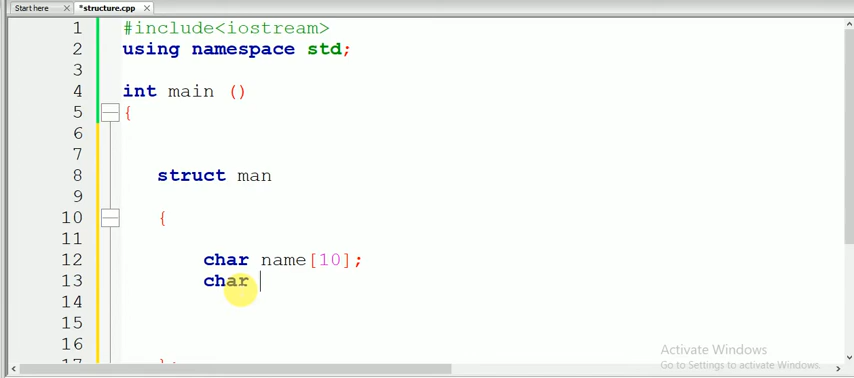 Start here *structure.cpp
1 #include<iostream>
2 using namespace std;
3
4 int main ()
5 {
6
7
8 struct man
9
10 {
11
12 char name[10];
13 char
14
15
16
17 };
Activate Windows
Go to Settings to activate Windows.